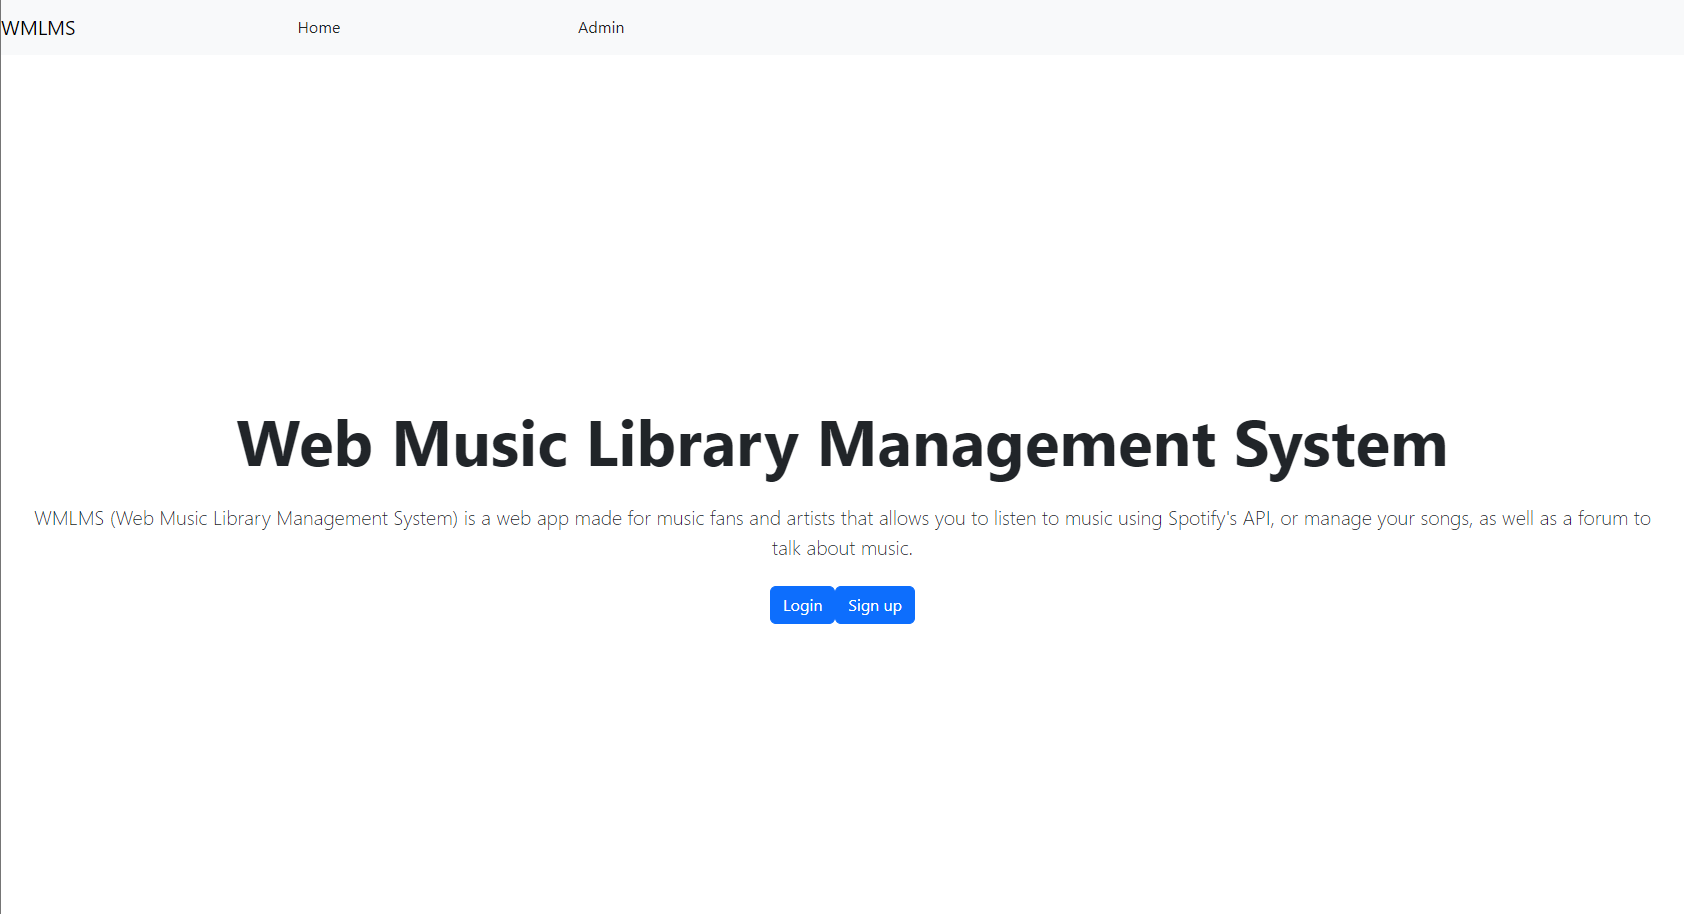 WMLMS Home Admin
Web Music Library Management System
WMLMS (Web Music Library Management System) is a web app made for music fans and artists that allows you to listen to music using Spotify's API, or manage your songs, as well as a forum to
talk about music.
Login Sign up